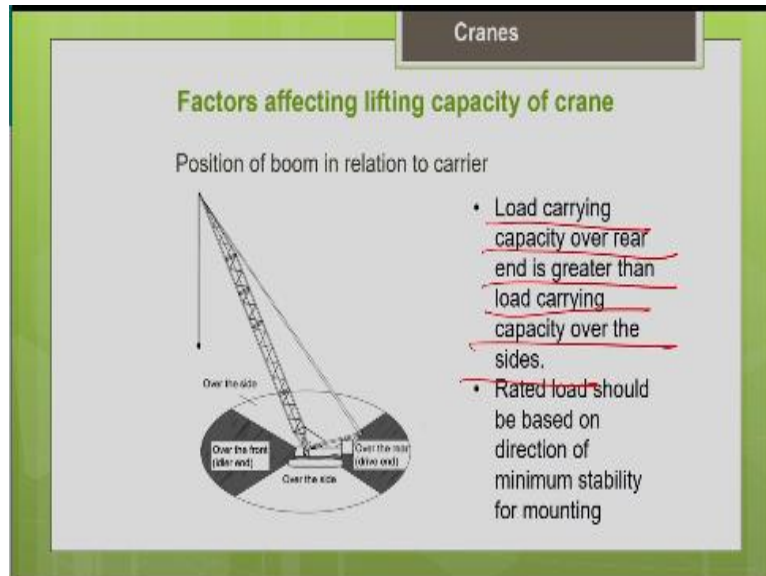 Cranes
Factors affecting lifting capacity of crane
Position of boom in relation to carrier
• Load carrying
capacity over rear
end is greater than
load carrying
capacity over the
sides.
• Rated load should
be based on
direction of
minimum stability
for mounting
Over the side
Over the front
(idler end)
Over the rear
(drive end)
Over the side